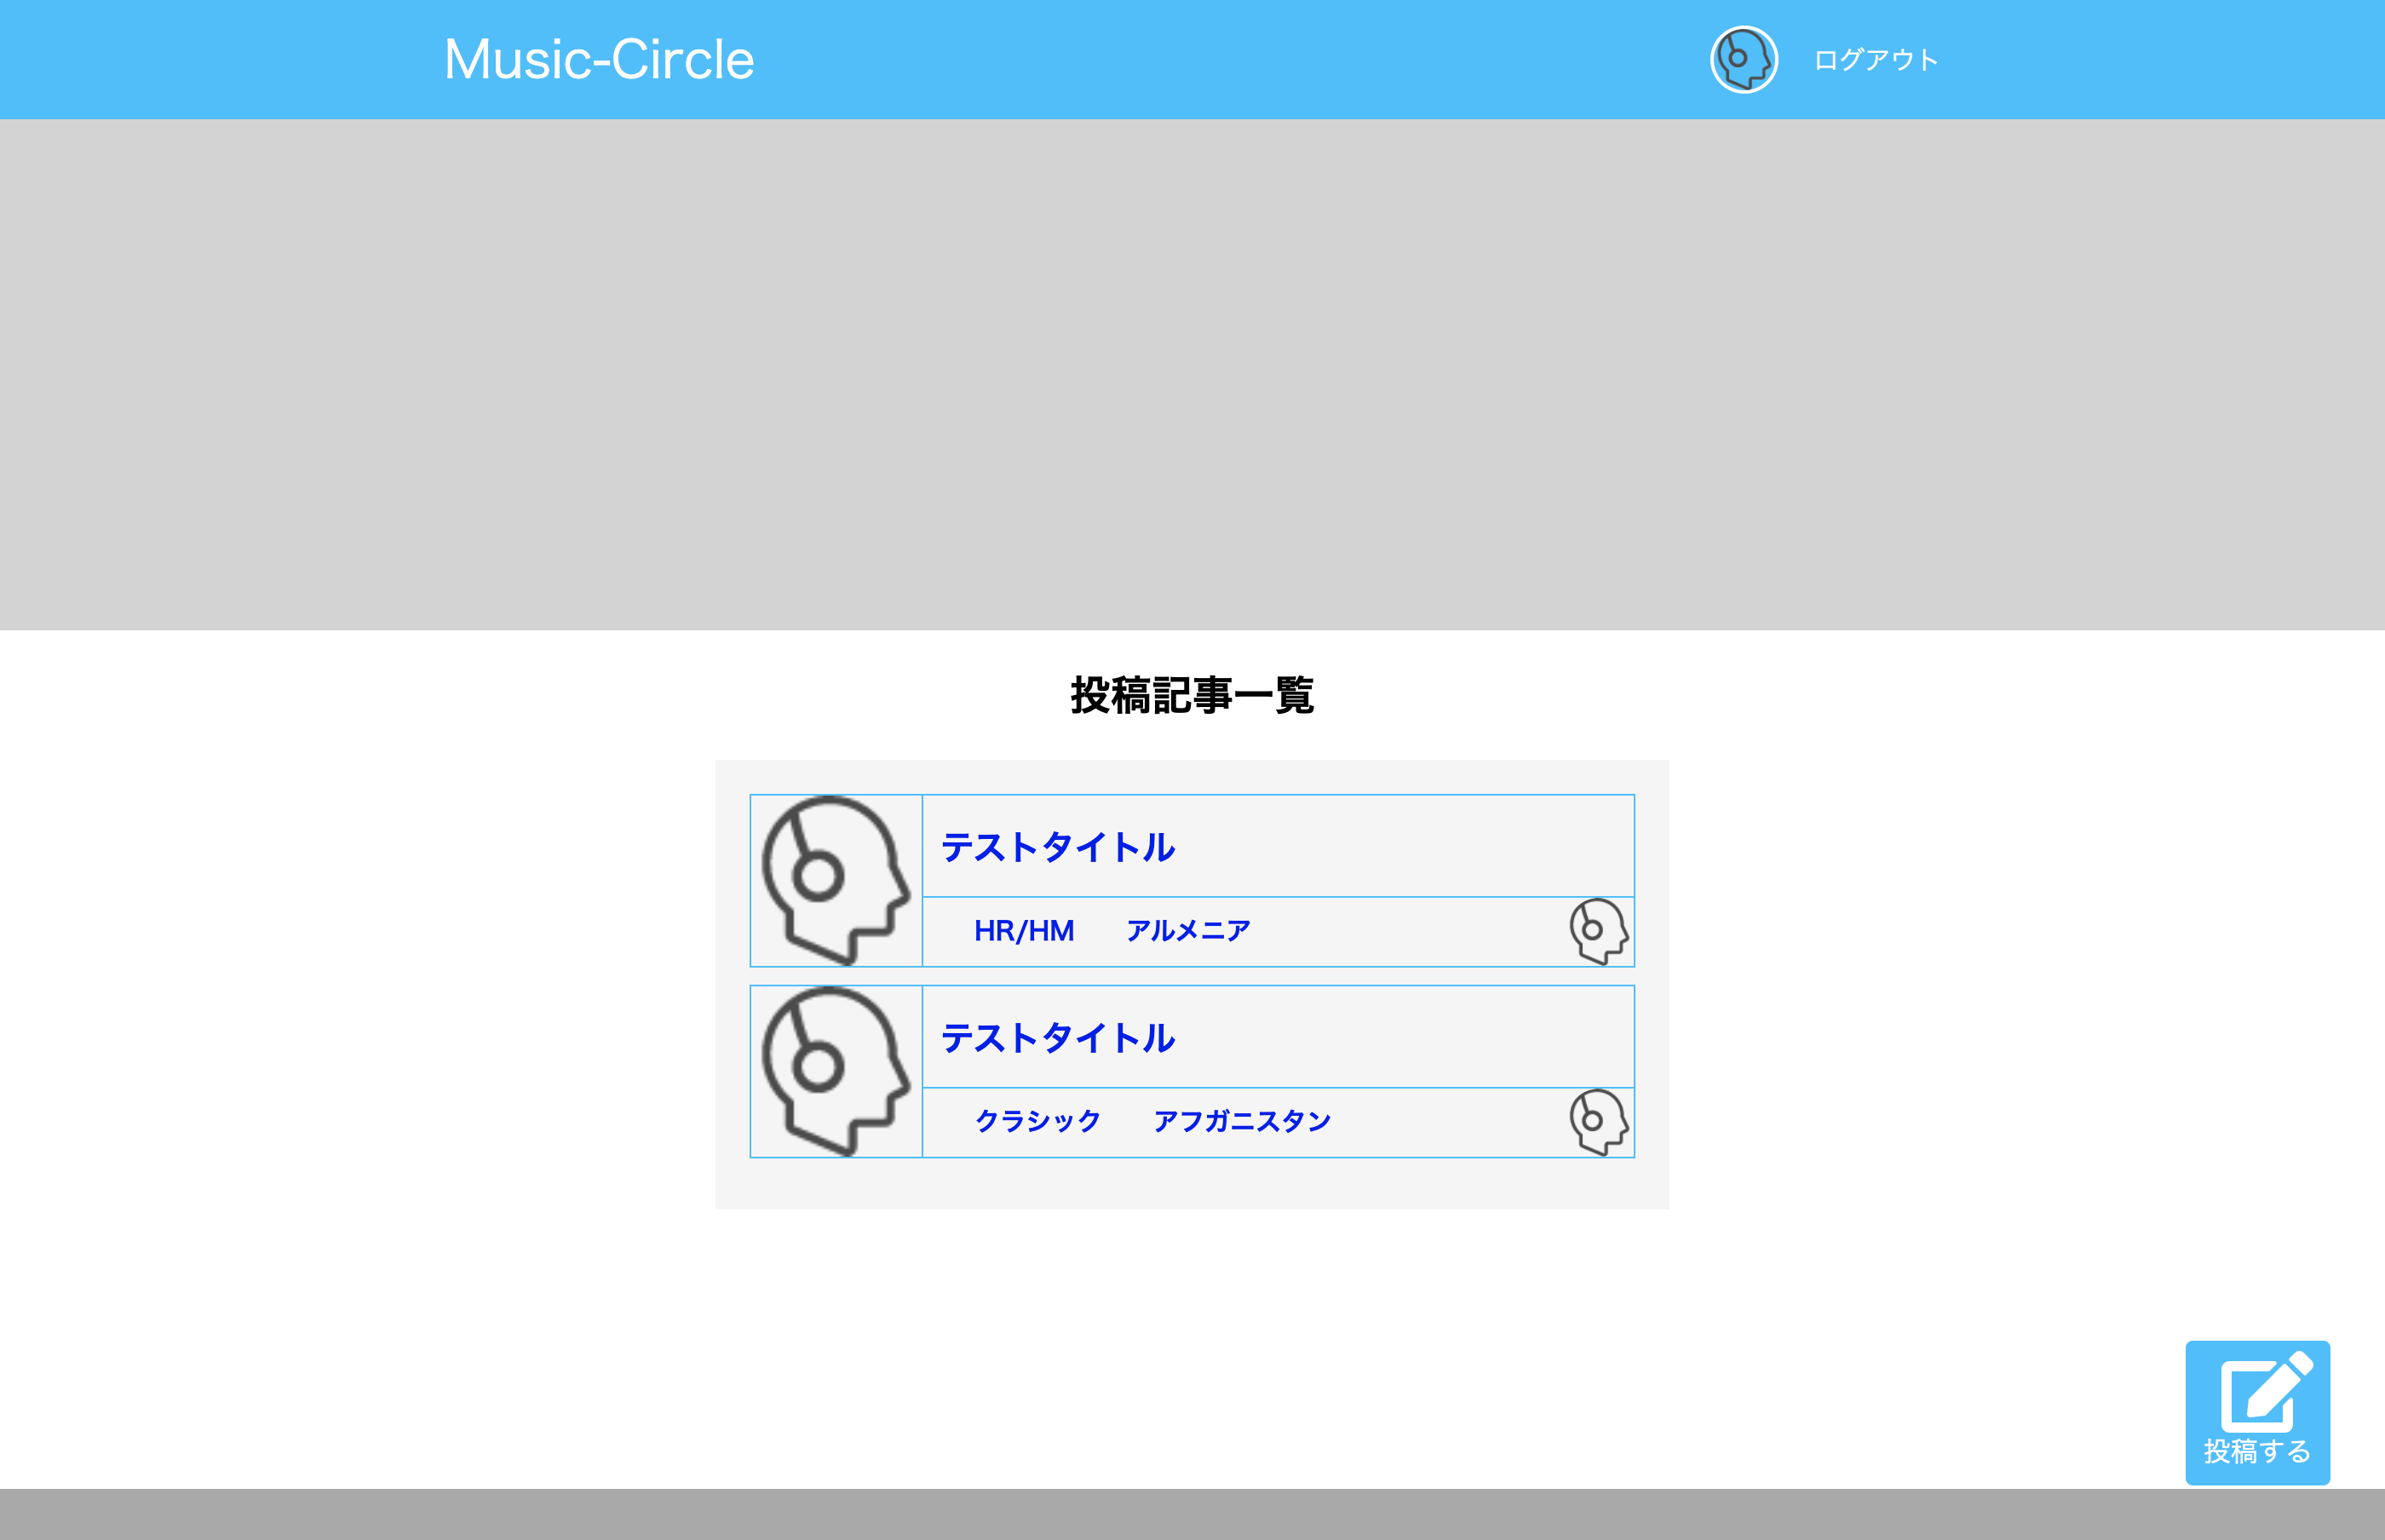 Music-Circle
ログアウト
投稿記事一覧
テストタイトル
HR/HM アルメニア
テストタイトル
クラシック アフガニスタン
投稿する